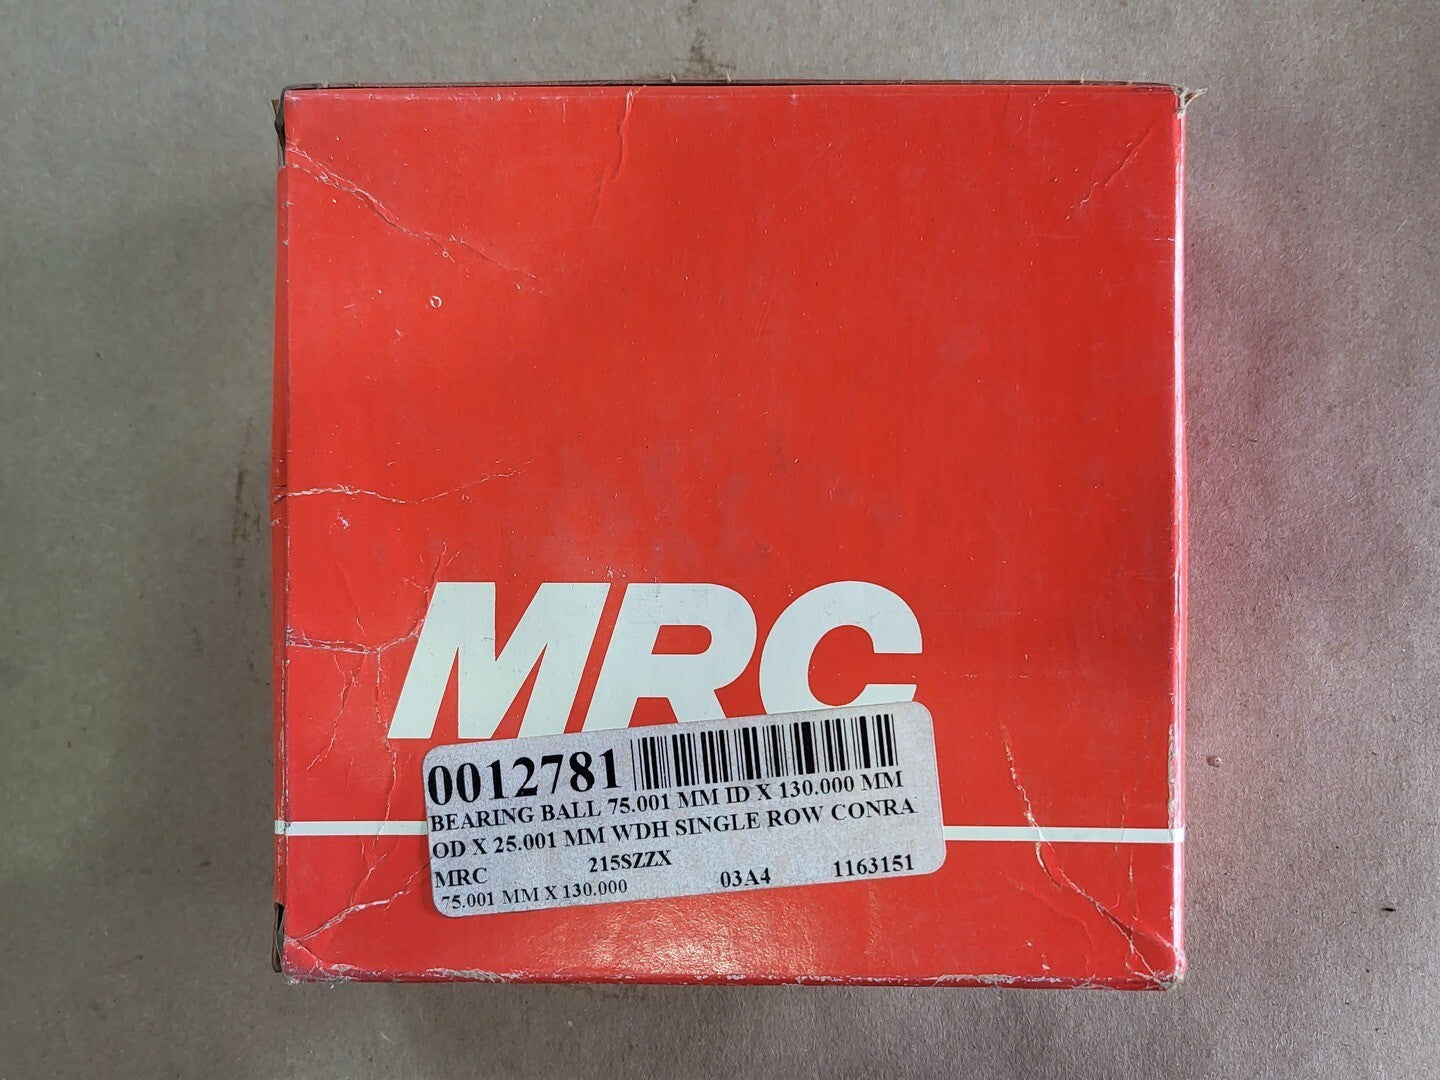 MRC
0012781
BEARING BALL 75.001 MM ID X 130.000 MM
OD X 25.001 MM WDH SINGLE ROW CONRA
MRC 215SZZX 03A4 1163151
75.001 MM X 130.000